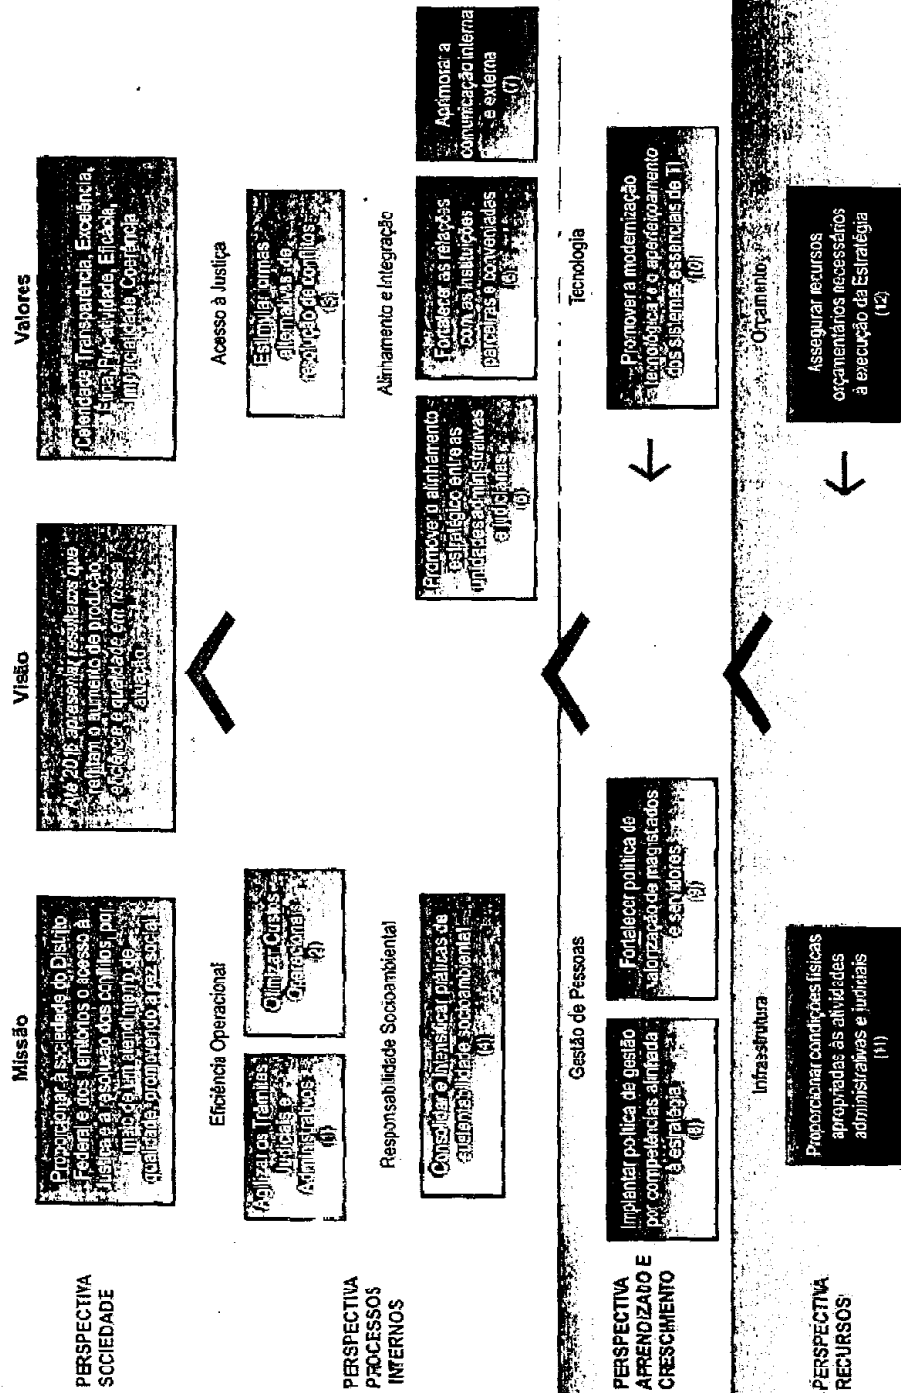 Missão
Visão
Valores
PERSPECTIVA
SOCIEDADE
Proporcionar à sociedade do Distrito
Federal e dos Territórios o acesso à
Justiça e a resolução dos conflitos, por
meio de um atendimento de
qualidade, promovendo a paz social
Até 2016 apresentar resultados que
reflitam o aumento de produção,
eficiência e qualidade em nossa
atuação
Celeridade, Transparência, Excelência,
Ética, Pró-atividade, Eficácia,
Imparcialidade, Coerência
PERSPECTIVA
PROCESSOS
INTERNOS
Eficiência Operacional
Acesso à Justiça
Agilizar os Trâmites
Judiciais e
Administrativos
Otimizar Custos
Operacionais
(2)
Estimular formas
alternativas de
resolução de conflitos
(3)
Responsabilidade Socioambiental
Alinhamento e Integração
Consolidar e intensificar práticas de
sustentabilidade socioambiental
(4)
Promover o alinhamento
estratégico entre as
unidades administrativas
e judiciárias
Fortalecer as relações
com as instituições
parceiras e conveniadas
Aprimorar a
comunicação interna
e externa
(7)
PERSPECTIVA
APRENDIZADO E
CRESCIMENTO
Gestão de Pessoas
Tecnologia
Implantar política de gestão
por competências alinhada
à estratégia
(8)
Fortalecer política de
valorização de magistrados
e servidores
(9)
Promover a modernização
tecnológica e o aperfeiçoamento
dos sistemas essenciais de TI
(10)
PERSPECTIVA
RECURSOS
Infraestrutura
Orçamento
Proporcionar condições físicas
apropriadas às atividades
administrativas e judiciais
(11)
Assegurar recursos
orçamentários necessários
à execução da Estratégia
(12)